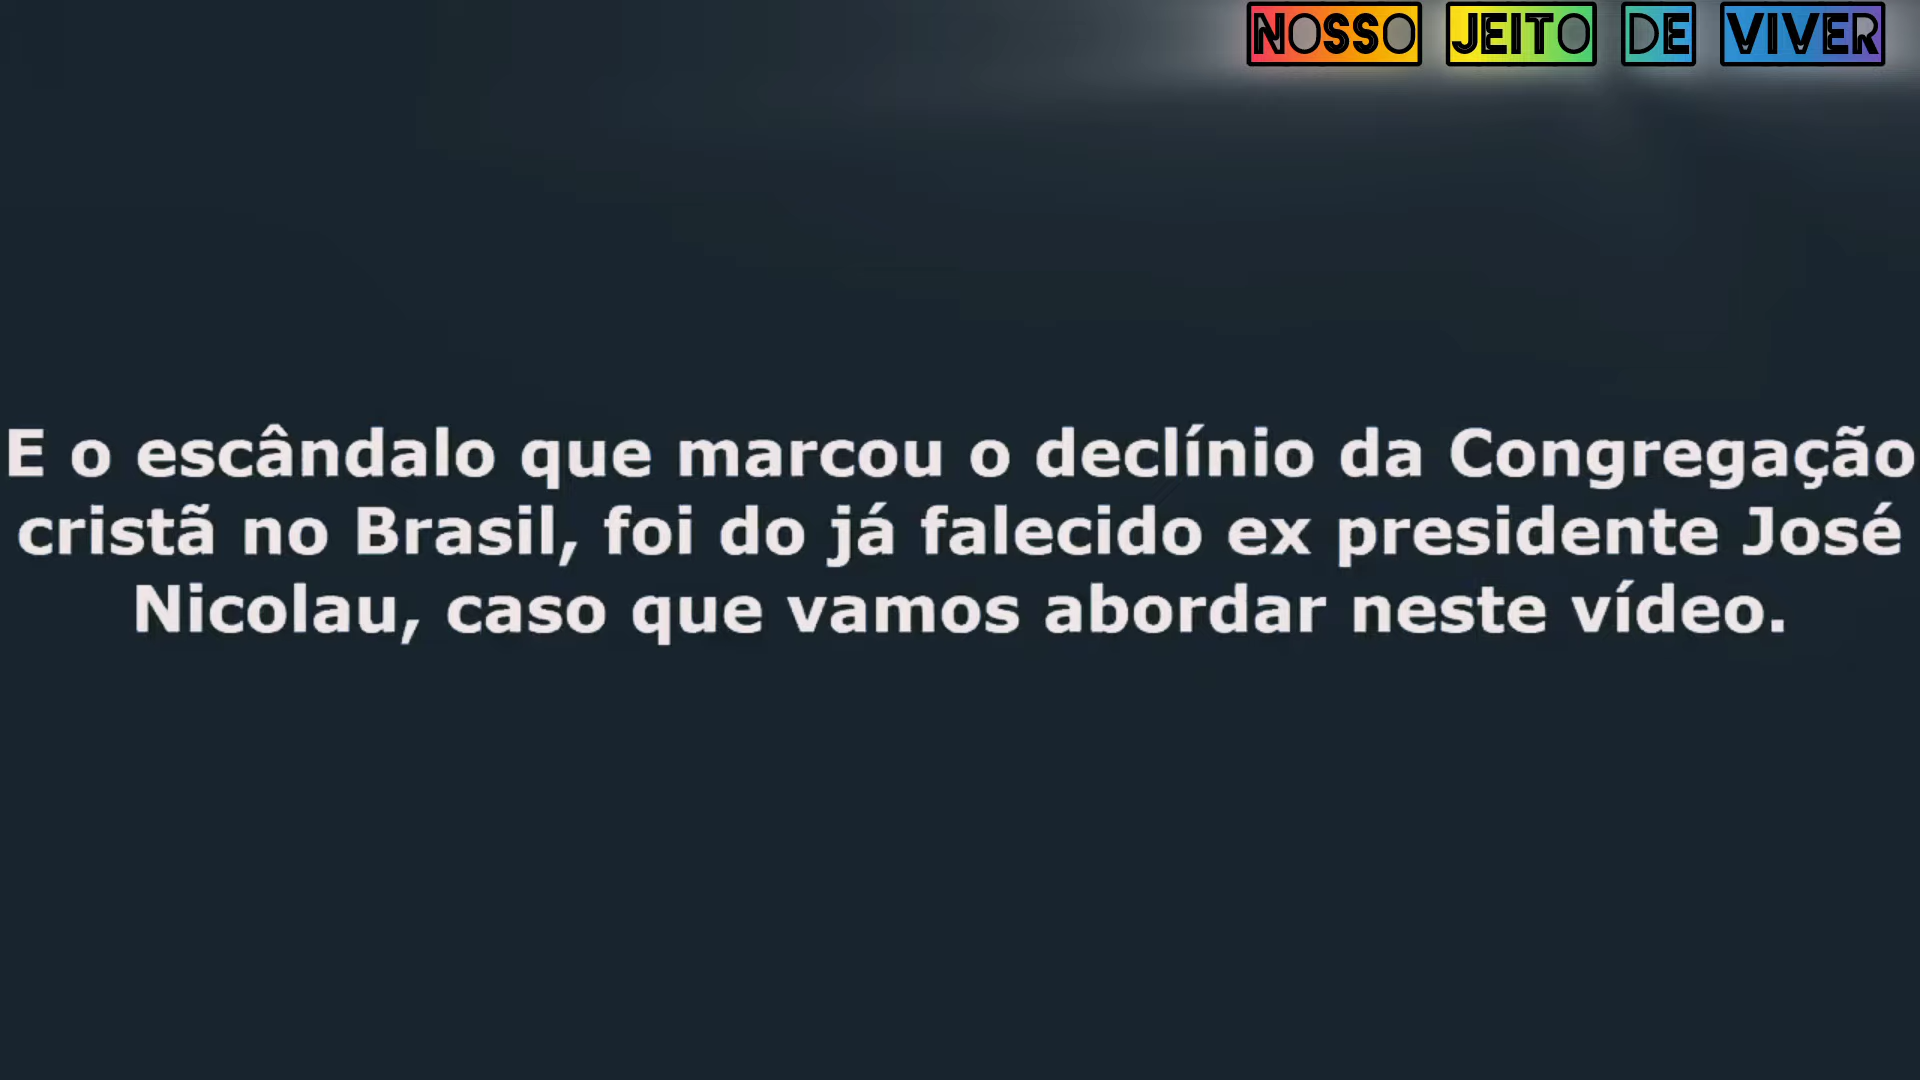 NOSSO JEITO DE VIVER
E o escândalo que marcou o declínio da Congregação
cristã no Brasil, foi do já falecido ex presidente José
Nicolau, caso que vamos abordar neste vídeo.